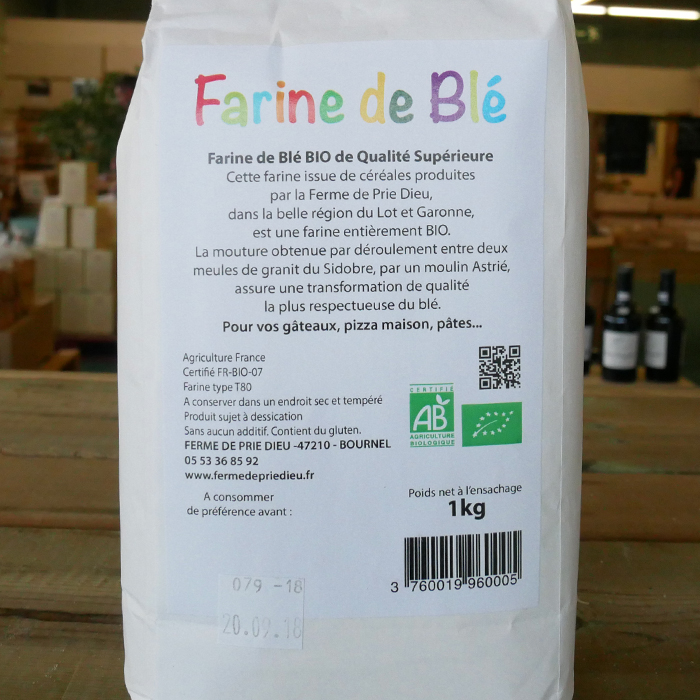 Farine de Blé
Farine de Blé BIO de Qualité Supérieure
Cette farine issue de céréales produites
par la Ferme de Prie Dieu,
dans la belle région du Lot et Garonne,
est une farine entièrement BIO.
La mouture obtenue par déroulement entre deux
meules de granit du Sidobre, par un moulin Astrié,
assure une transformation de qualité
la plus respectueuse du blé.
Pour vos gâteaux, pizza maison, pâtes...
Agriculture France
Certifié FR-BIO-07
Farine type T80
A conserver dans un endroit sec et tempéré
Produit sujet à dessication
Sans aucun additif. Contient du gluten.
FERME DE PRIE DIEU -47210 - BOURNEL
05 53 36 85 92
www.fermedepriedieu.fr
CERTIFIÉ
AB
AGRICULTURE
BIOLOGIQUE
A consommer
de préférence avant :
Poids net à l'ensachage
1kg
3 760019 960005
079 -18
20.09.18